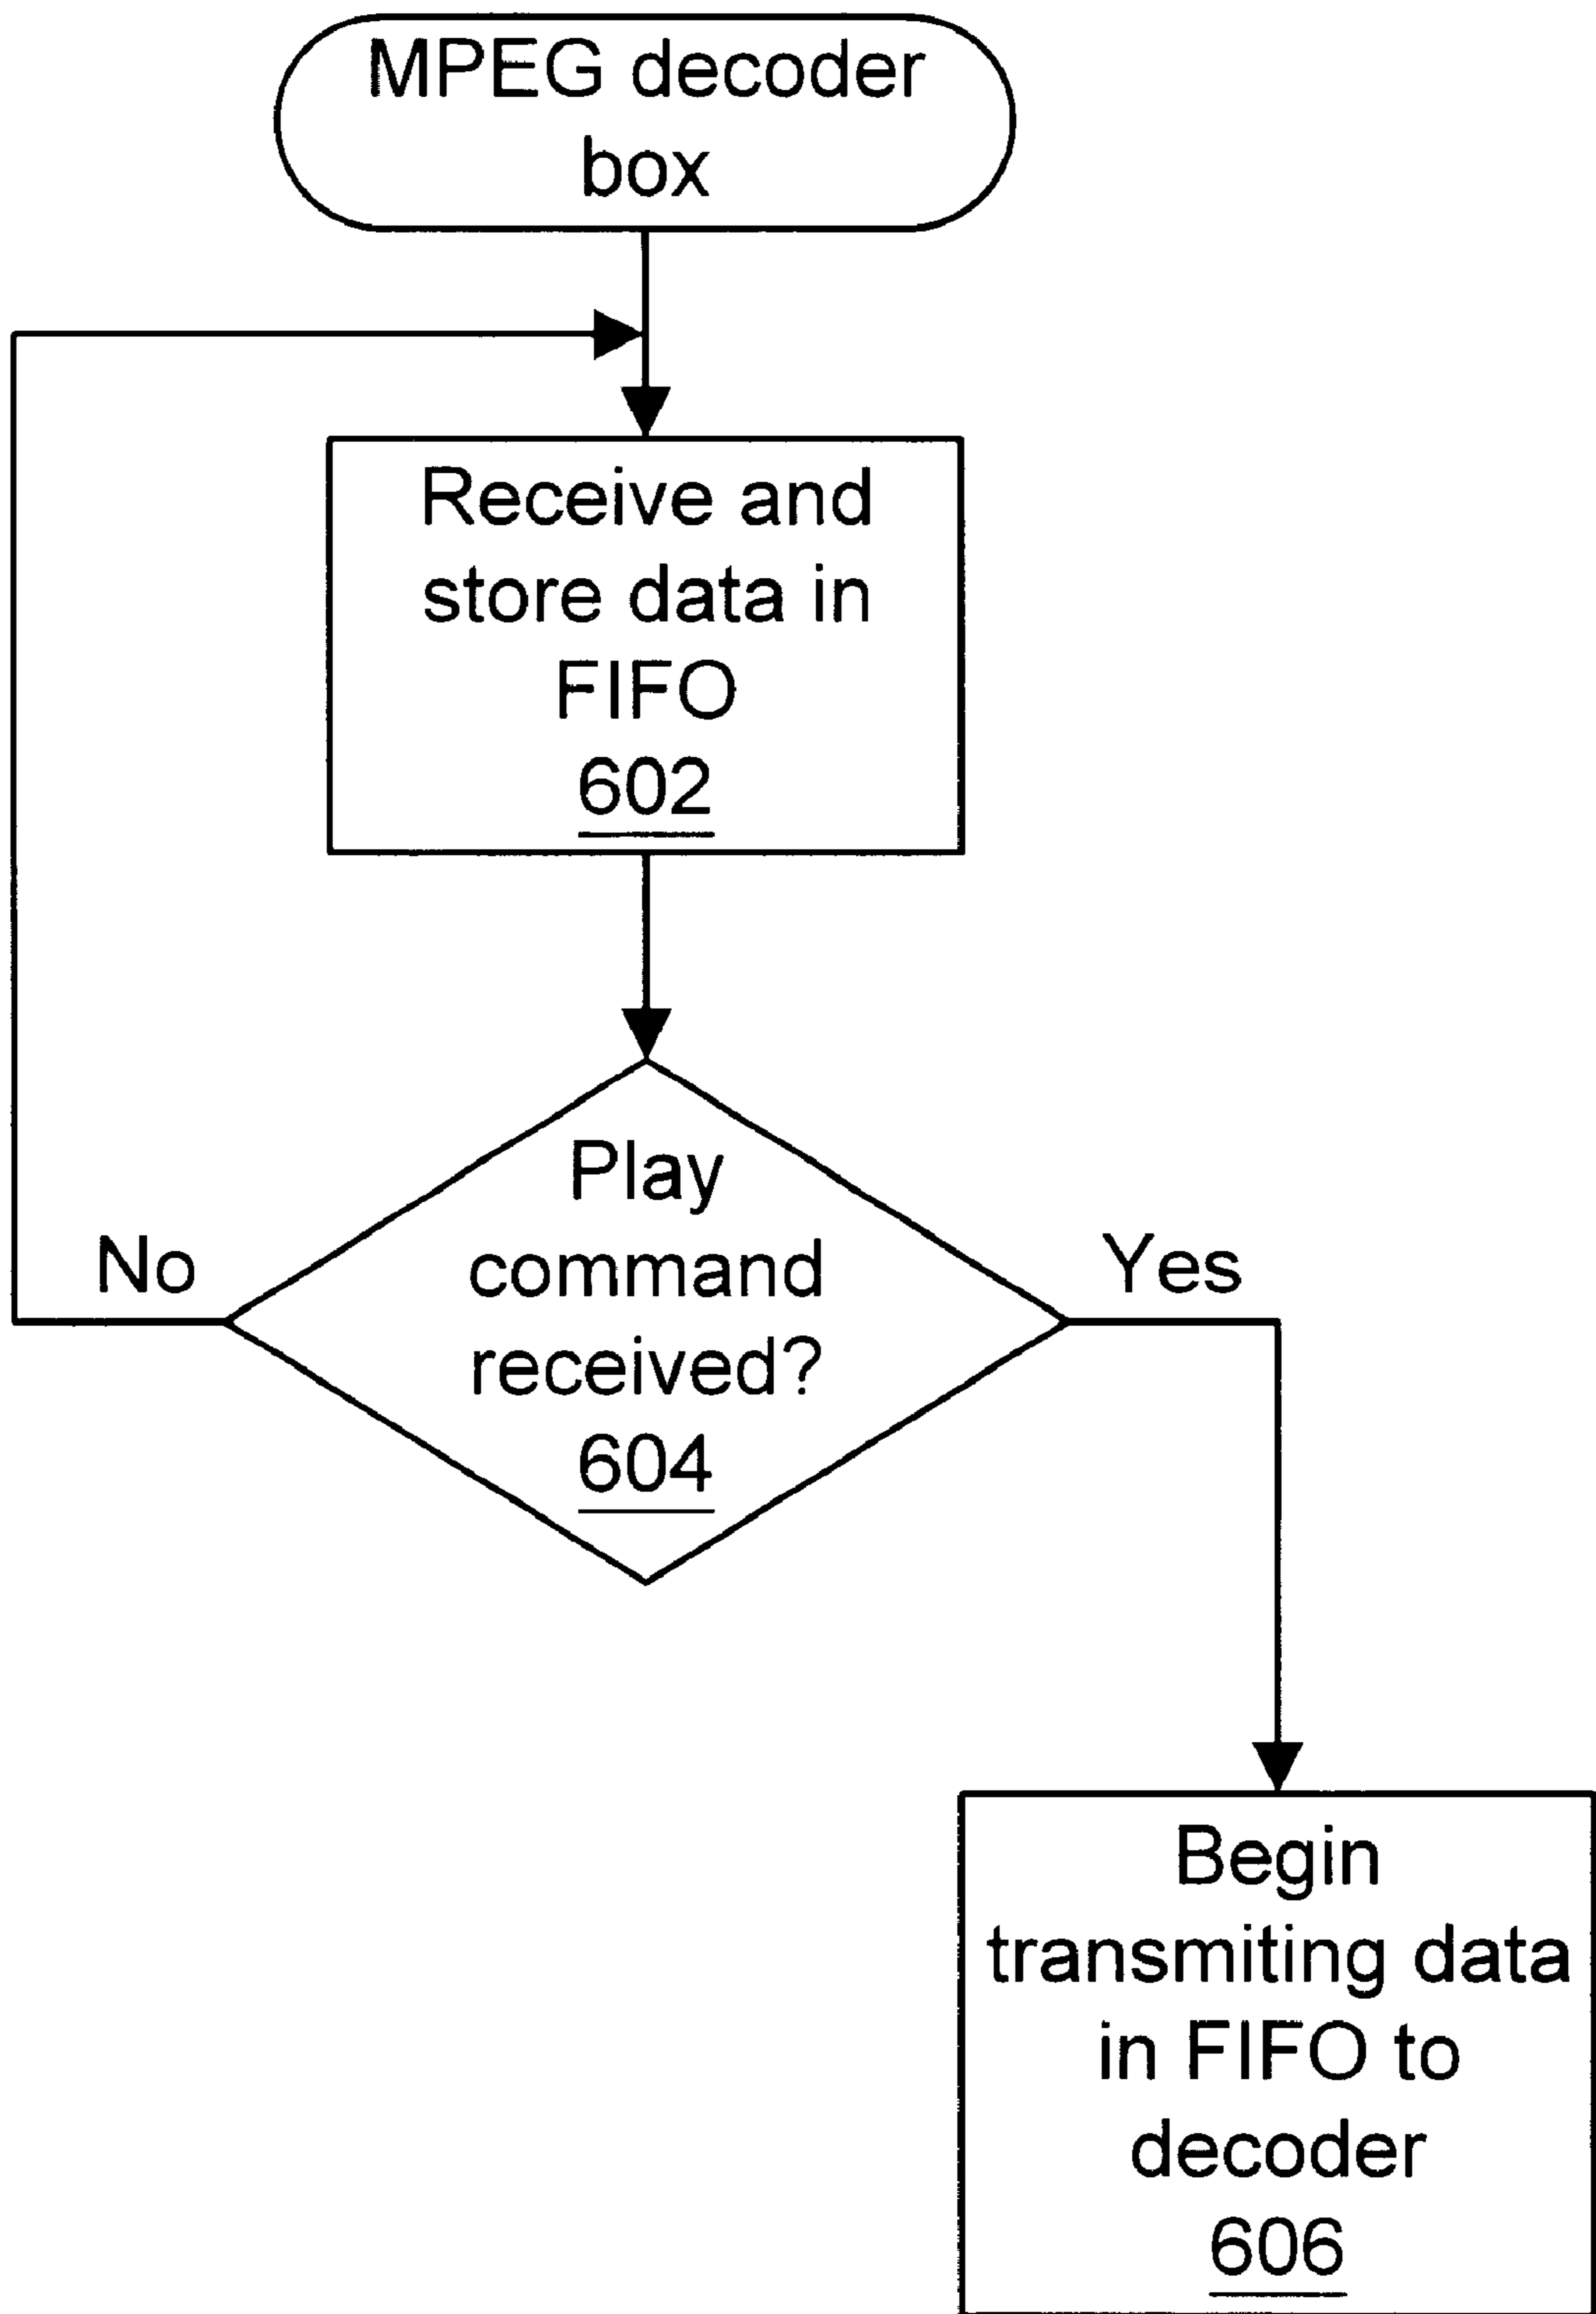 MPEG decoder
box
Receive and
store data in
FIFO
602
Play
command
received?
604
No
Yes
Begin
transmiting data
in FIFO to
decoder
606